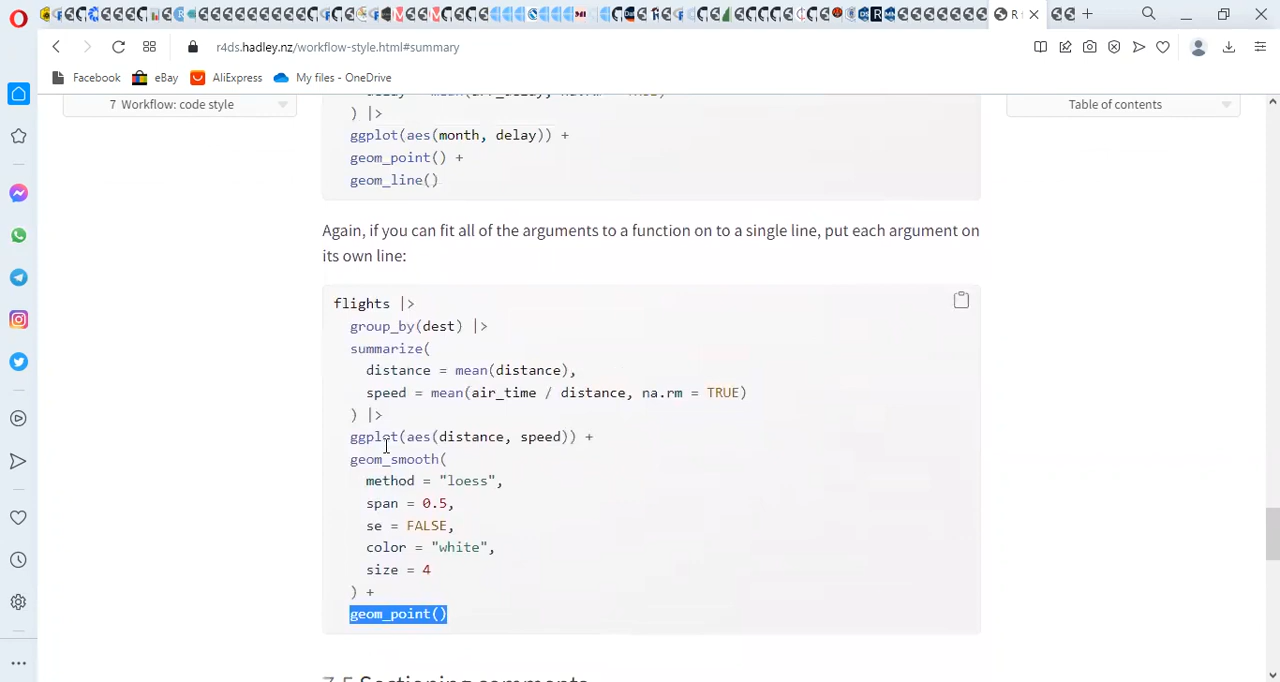 R
r4ds.hadley.nz/workflow-style.html#summary
Facebook eBay AliExpress My files - OneDrive
7 Workflow: code style
Table of contents
) |>
ggplot(aes(month, delay)) +
geom_point() +
geom_line()
Again, if you can fit all of the arguments to a function on to a single line, put each argument on
its own line:
flights |>
group_by(dest) |>
summarize(
distance = mean(distance),
speed = mean(air_time / distance, na.rm = TRUE)
) |>
ggplot(aes(distance, speed)) +
geom_smooth(
method = "loess",
span = 0.5,
se = FALSE,
color = "white",
size = 4
) +
geom_point()
7.5 Sectioning comments